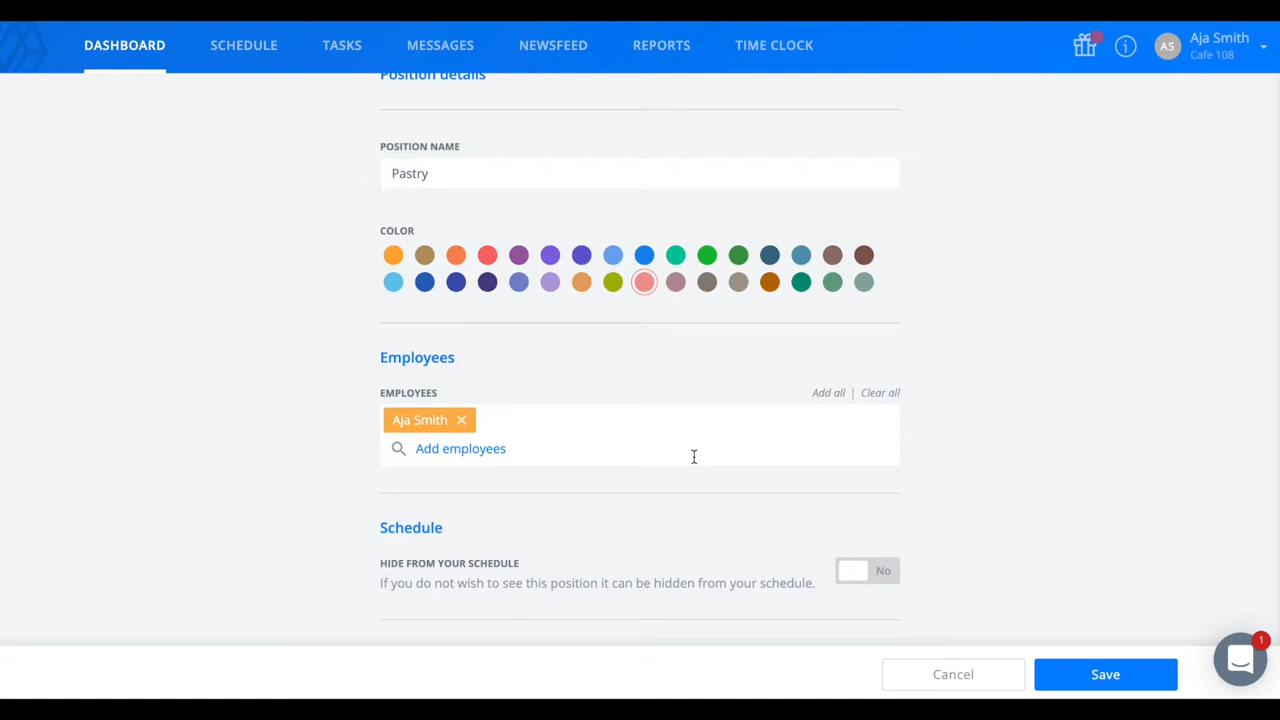 DASHBOARD SCHEDULE TASKS MESSAGES NEWSFEED REPORTS TIME CLOCK
AS Aja Smith
Cafe 108
Position details
POSITION NAME
Pastry
COLOR
Employees
EMPLOYEES Add all | Clear all
Aja Smith ×
Add employees
Schedule
HIDE FROM YOUR SCHEDULE
If you do not wish to see this position it can be hidden from your schedule.
No
Cancel Save
1